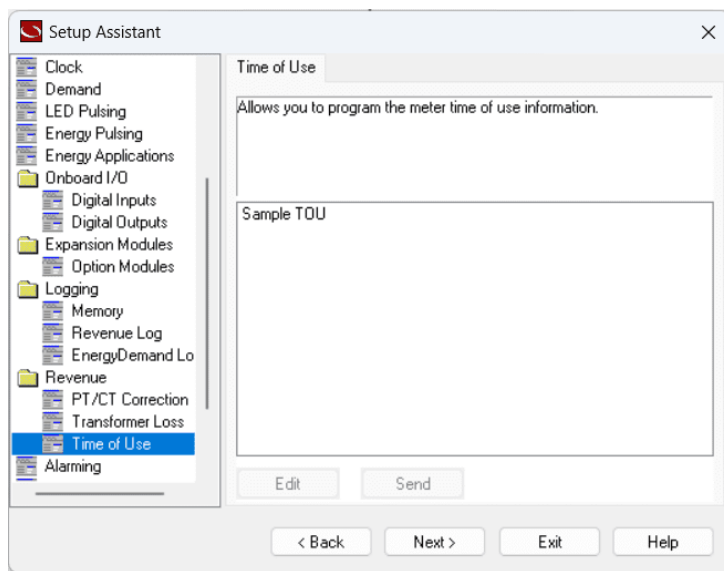 Setup Assistant
Clock
Demand
LED Pulsing
Energy Pulsing
Energy Applications
Onboard I/O
Digital Inputs
Digital Outputs
Expansion Modules
Option Modules
Logging
Memory
Revenue Log
EnergyDemand Lo
Revenue
PT/CT Correction
Transformer Loss
Time of Use
Alarming
Time of Use
Allows you to program the meter time of use information.
Sample TOU
Edit
Send
< Back
Next >
Exit
Help